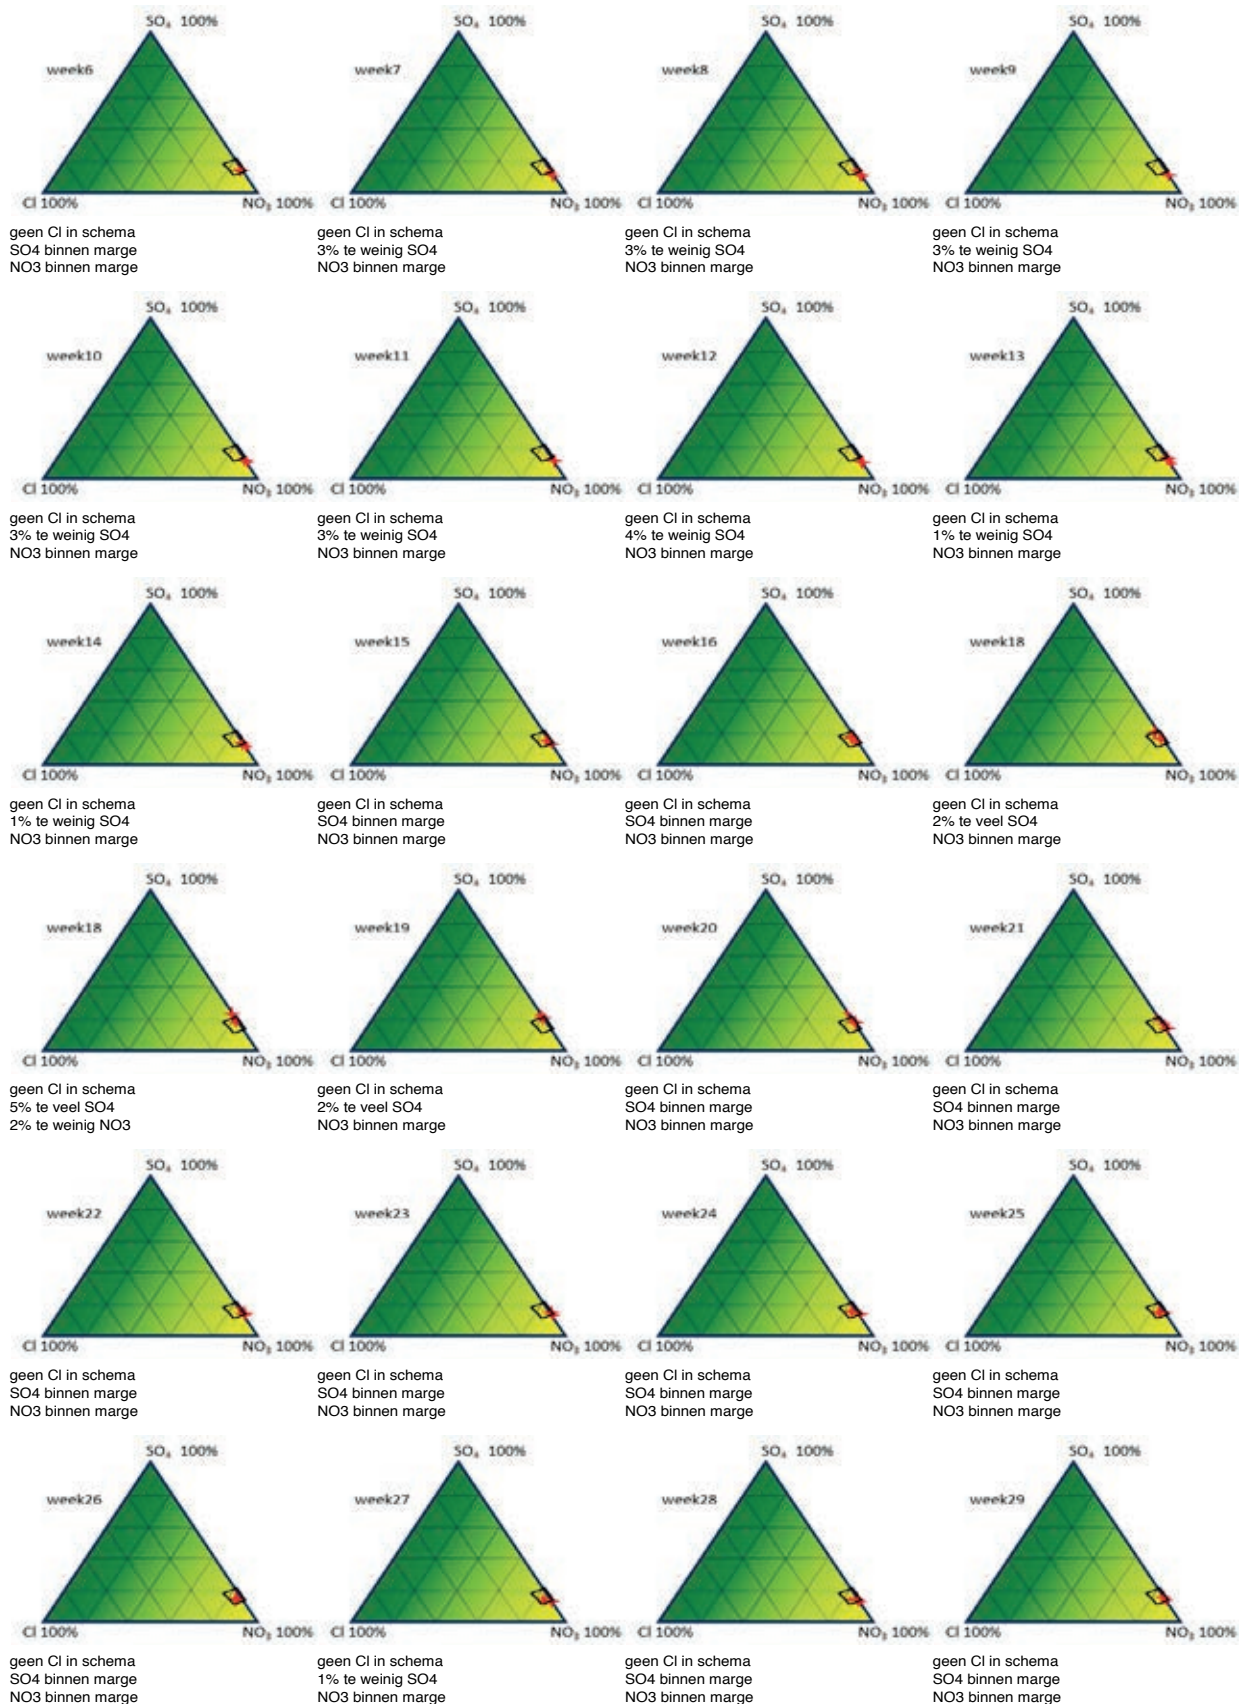 SO₄ 100%
week6
Cl 100%
NO₃ 100%
geen Cl in schema
SO4 binnen marge
NO3 binnen marge
SO₄ 100%
week7
Cl 100%
NO₃ 100%
geen Cl in schema
3% te weinig SO4
NO3 binnen marge
SO₄ 100%
week8
Cl 100%
NO₃ 100%
geen Cl in schema
3% te weinig SO4
NO3 binnen marge
SO₄ 100%
week9
Cl 100%
NO₃ 100%
geen Cl in schema
3% te weinig SO4
NO3 binnen marge
SO₄ 100%
week10
Cl 100%
NO₃ 100%
geen Cl in schema
3% te weinig SO4
NO3 binnen marge
SO₄ 100%
week11
Cl 100%
NO₃ 100%
geen Cl in schema
3% te weinig SO4
NO3 binnen marge
SO₄ 100%
week12
Cl 100%
NO₃ 100%
geen Cl in schema
4% te weinig SO4
NO3 binnen marge
SO₄ 100%
week13
Cl 100%
NO₃ 100%
geen Cl in schema
1% te weinig SO4
NO3 binnen marge
SO₄ 100%
week14
Cl 100%
NO₃ 100%
geen Cl in schema
1% te weinig SO4
NO3 binnen marge
SO₄ 100%
week15
Cl 100%
NO₃ 100%
geen Cl in schema
SO4 binnen marge
NO3 binnen marge
SO₄ 100%
week16
Cl 100%
NO₃ 100%
geen Cl in schema
SO4 binnen marge
NO3 binnen marge
SO₄ 100%
week18
Cl 100%
NO₃ 100%
geen Cl in schema
2% te veel SO4
NO3 binnen marge
SO₄ 100%
week18
Cl 100%
NO₃ 100%
geen Cl in schema
5% te veel SO4
2% te weinig NO3
SO₄ 100%
week19
Cl 100%
NO₃ 100%
geen Cl in schema
2% te veel SO4
NO3 binnen marge
SO₄ 100%
week20
Cl 100%
NO₃ 100%
geen Cl in schema
SO4 binnen marge
NO3 binnen marge
SO₄ 100%
week21
Cl 100%
NO₃ 100%
geen Cl in schema
SO4 binnen marge
NO3 binnen marge
SO₄ 100%
week22
Cl 100%
NO₃ 100%
geen Cl in schema
SO4 binnen marge
NO3 binnen marge
SO₄ 100%
week23
Cl 100%
NO₃ 100%
geen Cl in schema
SO4 binnen marge
NO3 binnen marge
SO₄ 100%
week24
Cl 100%
NO₃ 100%
geen Cl in schema
SO4 binnen marge
NO3 binnen marge
SO₄ 100%
week25
Cl 100%
NO₃ 100%
geen Cl in schema
SO4 binnen marge
NO3 binnen marge
SO₄ 100%
week26
Cl 100%
NO₃ 100%
geen Cl in schema
SO4 binnen marge
NO3 binnen marge
SO₄ 100%
week27
Cl 100%
NO₃ 100%
geen Cl in schema
1% te weinig SO4
NO3 binnen marge
SO₄ 100%
week28
Cl 100%
NO₃ 100%
geen Cl in schema
SO4 binnen marge
NO3 binnen marge
SO₄ 100%
week29
Cl 100%
NO₃ 100%
geen Cl in schema
SO4 binnen marge
NO3 binnen marge